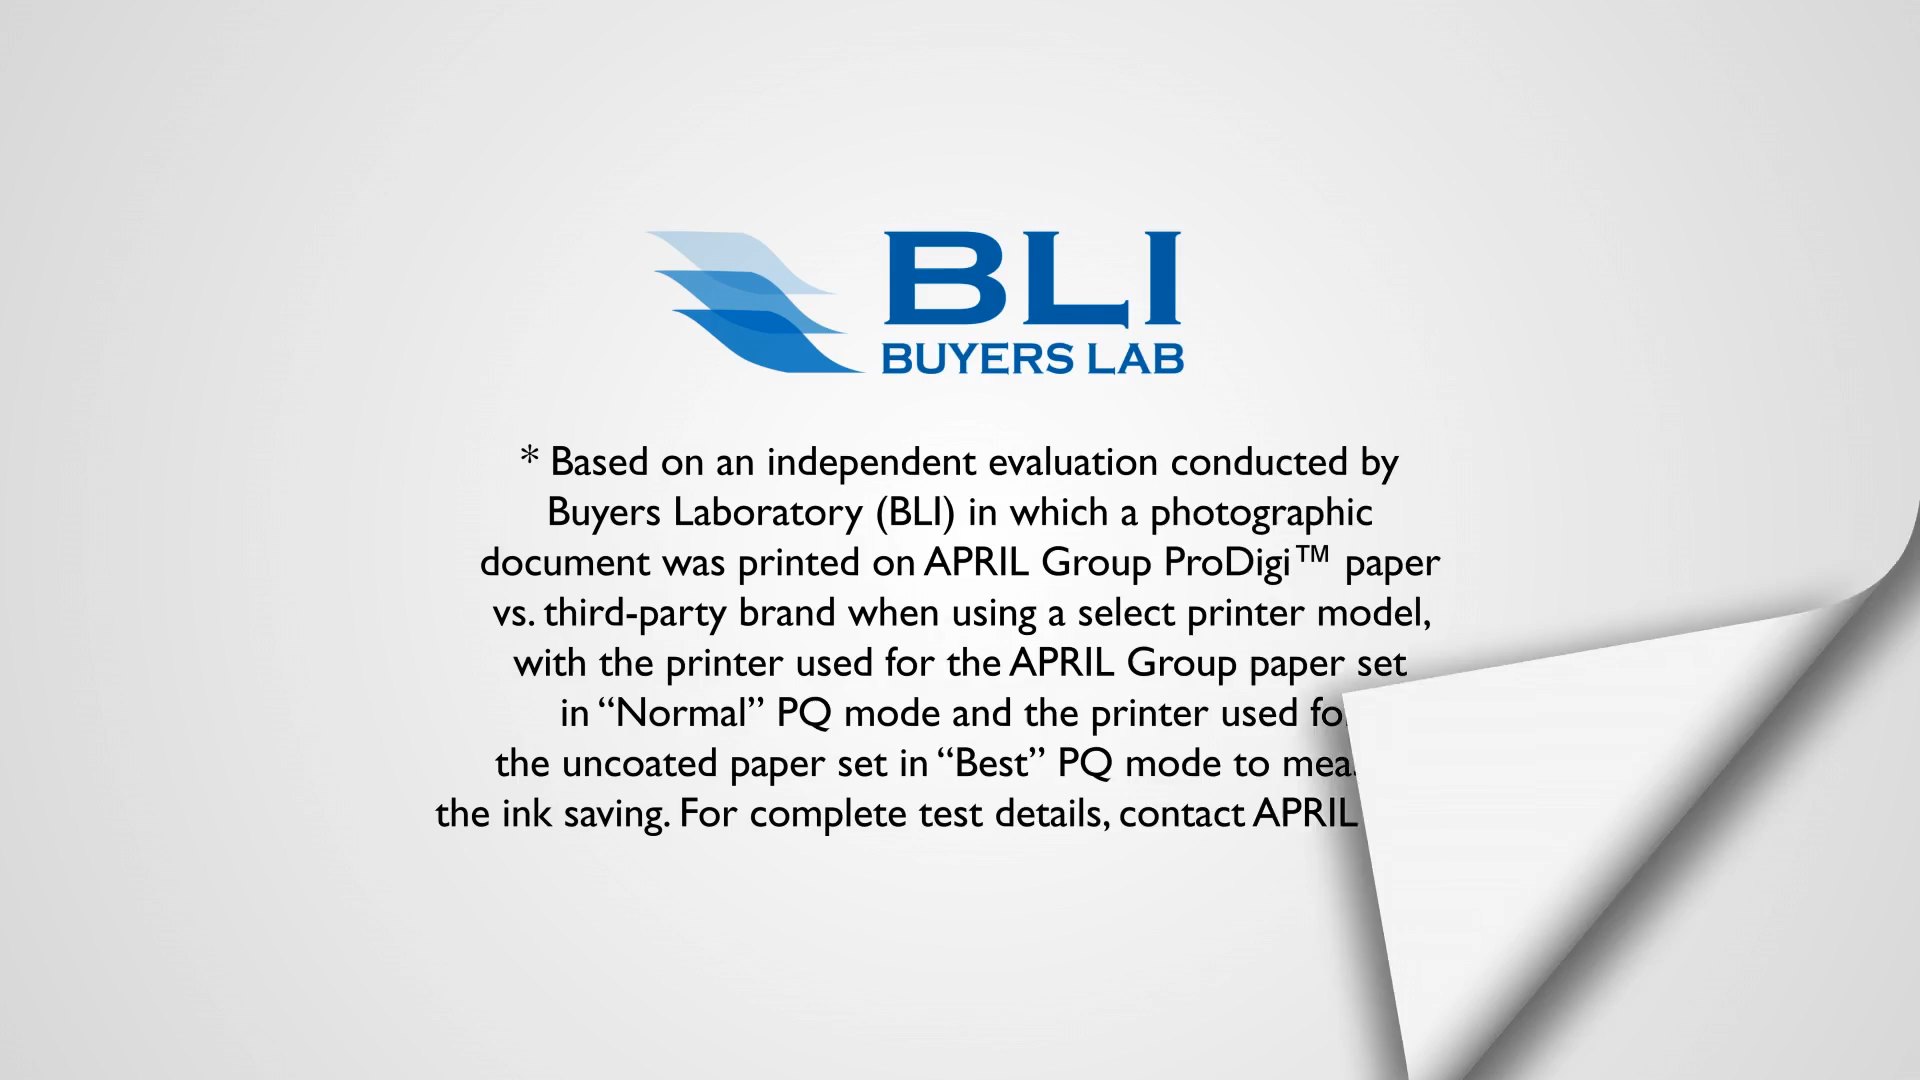 BLI
BUYERS LAB
* Based on an independent evaluation conducted by
Buyers Laboratory (BLI) in which a photographic
document was printed on APRIL Group ProDigi™ paper
vs. third-party brand when using a select printer model,
with the printer used for the APRIL Group paper set
in “Normal” PQ mode and the printer used
the uncoated paper set in “Best” PQ mode to
the ink saving. For complete test details, contact APRIL